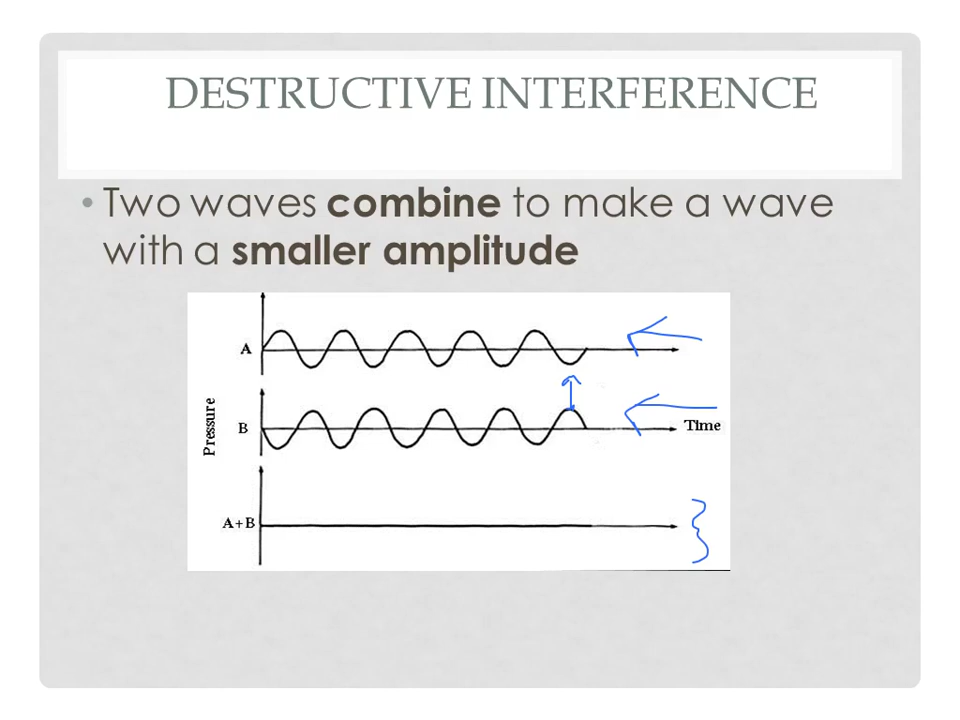 DESTRUCTIVE INTERFERENCE
• Two waves combine to make a wave
with a smaller amplitude
A
Pressure
B
Time
A+B